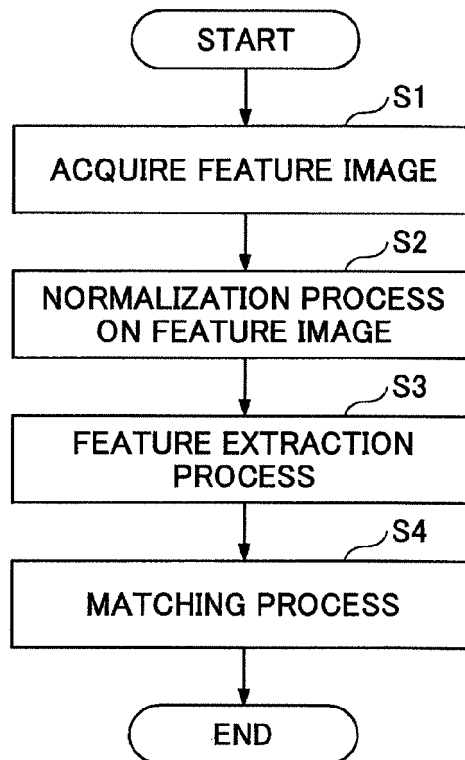 START
S1
ACQUIRE FEATURE IMAGE
S2
NORMALIZATION PROCESS
ON FEATURE IMAGE
S3
FEATURE EXTRACTION
PROCESS
S4
MATCHING PROCESS
END